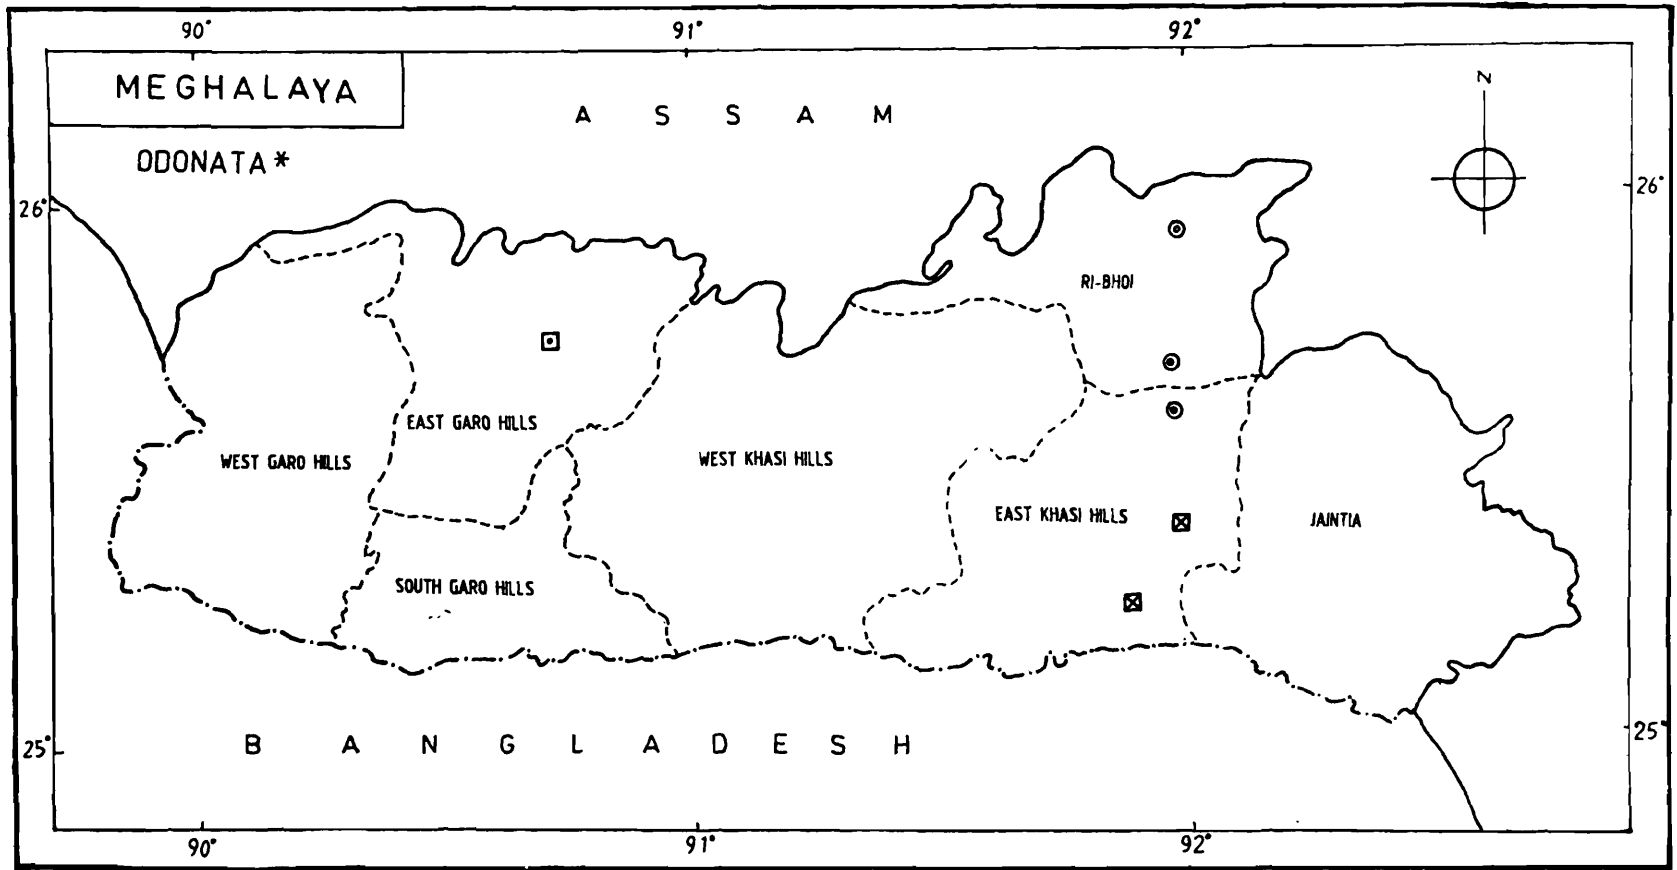 90° 91° 92°
MEGHALAYA
N
A S S A M
ODONATA*
26° 26°
RI-BHOI
EAST GARO HILLS
WEST GARO HILLS
WEST KHASI HILLS
EAST KHASI HILLS
JAINTIA
SOUTH GARO HILLS
25° 25°
B A N G L A D E S H
90° 91° 92°